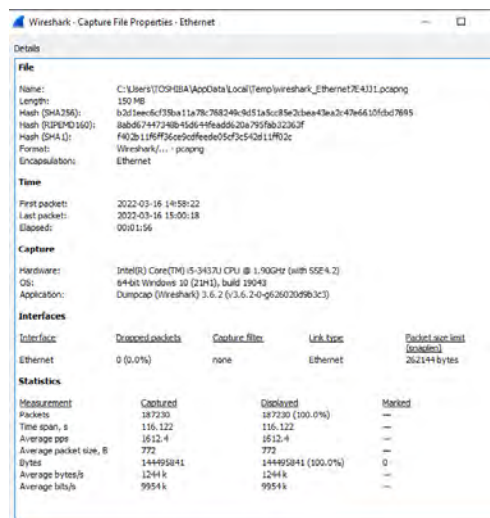 Wireshark - Capture File Properties - Ethernet
Details
File
Name: C:\Users\TOSHIBA\AppData\Local\Temp\wireshark_Ethernet7E4JJ1.pcapng
Length: 150 MB
Hash (SHA256):
Hash (RIPEMD160):
Hash (SHA1):
Format: Wireshark/... - pcapng
Encapsulation: Ethernet
Time
First packet: 2022-03-16 14:58:22
Last packet: 2022-03-16 15:00:18
Elapsed: 00:01:56
Capture
Hardware: Intel(R) Core(TM) i5-3437U CPU @ 1.90GHz (with SSE4.2)
OS: 64-bit Windows 10 (21H1), build 19043
Application: Dumpcap (Wireshark) 3.6.2 (v3.6.2-0-g626020d9b3c3)
Interfaces
Interface Dropped packets Capture filter Link type Packet size limit
(snaplen)
Ethernet 0 (0.0%) none Ethernet 262144 bytes
Statistics
Measurement Captured Displayed Marked
Packets 187230 187230 (100.0%) —
Time span, s 116.122 116.122 —
Average pps 1612.4 1612.4 —
Average packet size, B 772 772 —
Bytes 144495841 144495841 (100.0%) 0
Average bytes/s 1244 k 1244 k —
Average bits/s 9954 k 9954 k —